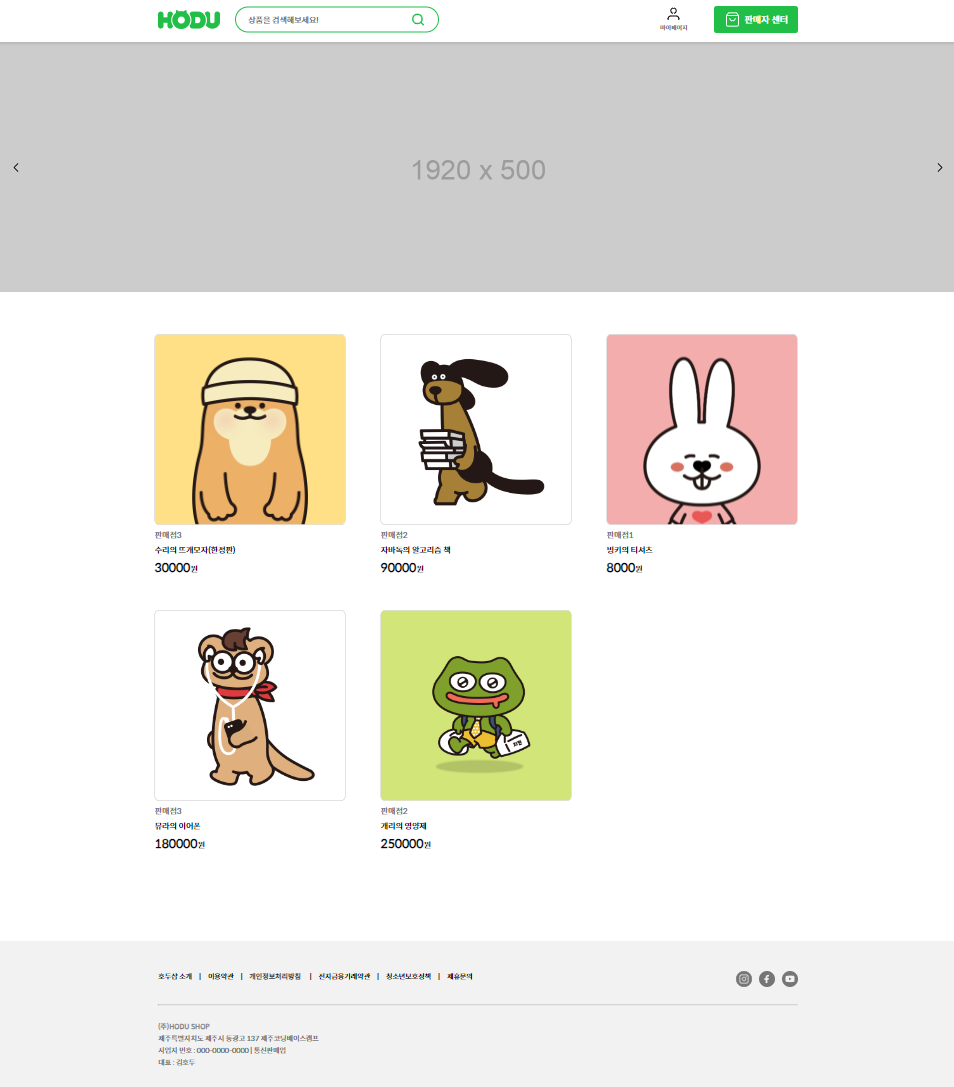 HODU
상품을 검색해보세요!
마이페이지
판매자 센터
1920 x 500
판매점3
수리의 뜨개모자(한정판)
30000원
판매점2
자바독의 알고리즘 책
90000원
판매점1
빙키의 티셔츠
8000원
판매점3
뮤라의 이어폰
180000원
판매점2
개리의 영양제
250000원
호두샵 소개 | 이용약관 | 개인정보처리방침 | 전자금융거래약관 | 청소년보호정책 | 제휴문의
(주)HODU SHOP
제주특별자치도 제주시 동광고 137 제주코딩베이스캠프
사업자 번호 : 000-0000-0000 | 통신판매업
대표 : 김호두